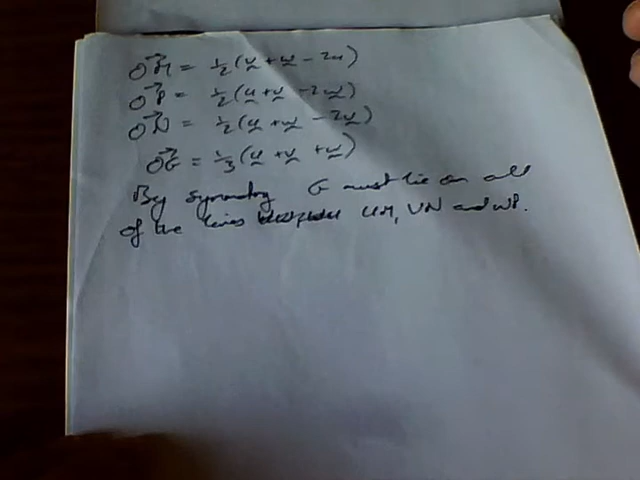 OM = ½(v + w - 2u)
OP = ½(u + v - 2w)
ON = ½(u + w - 2v)
OG = ⅓(u + v + w)
By symmetry G must lie on all
of the lines UM, VN and WP.